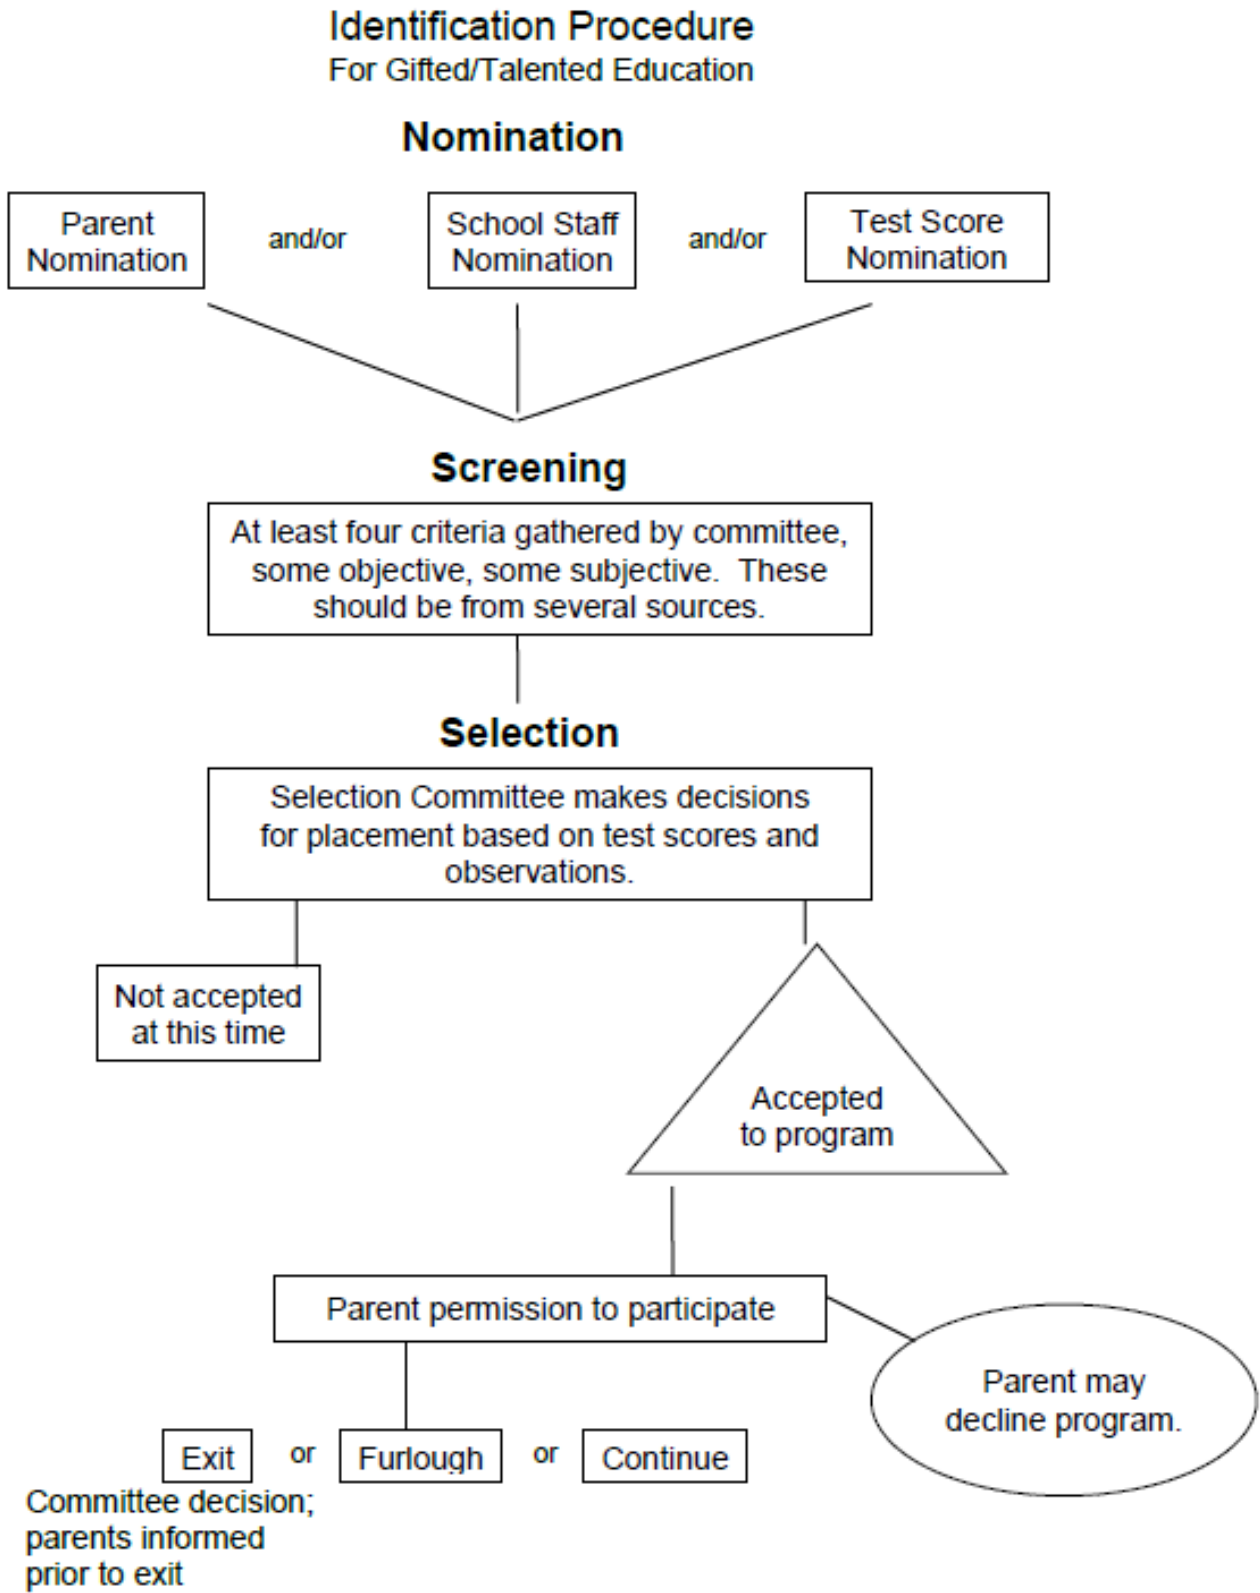 Identification Procedure
For Gifted/Talented Education
Nomination
Parent
Nomination
and/or
School Staff
Nomination
and/or
Test Score
Nomination
Screening
At least four criteria gathered by committee,
some objective, some subjective.  These
should be from several sources.
Selection
Selection Committee makes decisions
for placement based on test scores and
observations.
Not accepted
at this time
Accepted
to program
Parent permission to participate
Parent may
decline program.
Exit
or
Furlough
or
Continue
Committee decision;
parents informed
prior to exit